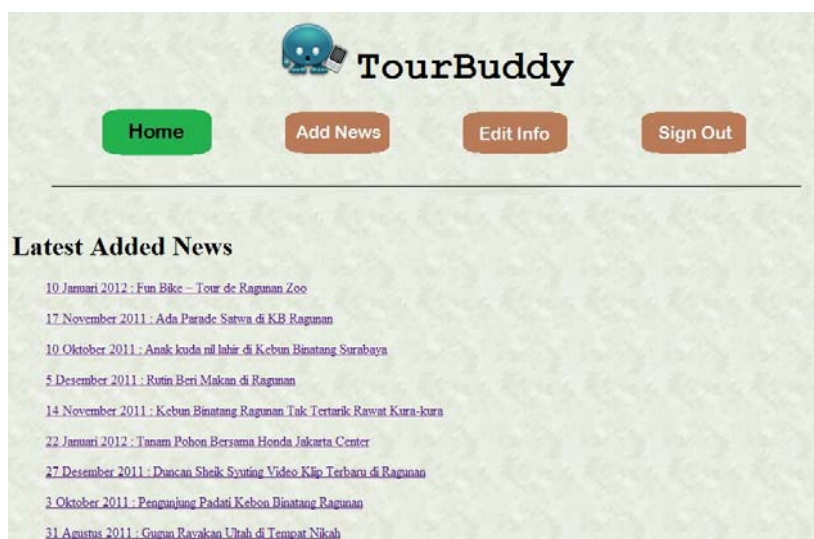 TourBuddy
Home Add News Edit Info Sign Out
Latest Added News
10 Januari 2012 : Fun Bike – Tour de Ragunan Zoo
17 November 2011 : Ada Parade Satwa di KB Ragunan
10 Oktober 2011 : Anak kuda nil lahir di Kebun Binatang Surabaya
5 Desember 2011 : Rutin Beri Makan di Ragunan
14 November 2011 : Kebun Binatang Ragunan Tak Tertarik Rawat Kura-kura
22 Januari 2012 : Tanam Pohon Bersama Honda Jakarta Center
27 Desember 2011 : Duncan Sheik Syuting Video Klip Terbaru di Ragunan
3 Oktober 2011 : Pengunjung Padati Kebon Binatang Ragunan
31 Agustus 2011 : Gugun Rayakan Ultah di Tempat Nikah